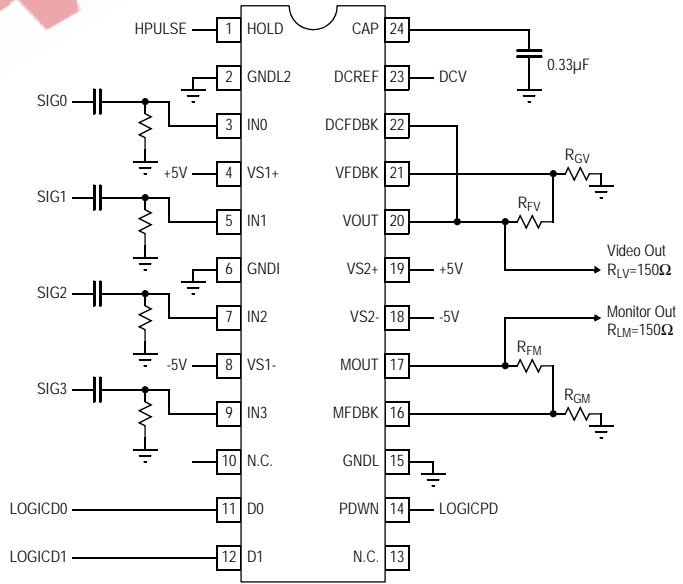 HPULSE 1 HOLD CAP 24
0.33µF
2 GNDL2 DCREF 23 DCV
SIG0
3 IN0 DCFDBK 22
+5V 4 VS1+ VFDBK 21 RGV
SIG1 RFV
5 IN1 VOUT 20
Video Out
RLV=150Ω
6 GNDI VS2+ 19 +5V
SIG2
7 IN2 VS2- 18 -5V
Monitor Out
RLM=150Ω
-5V 8 VS1- MOUT 17 RFM
SIG3 RGM
9 IN3 MFDBK 16
10 N.C. GNDL 15
LOGICD0 11 D0 PDWN 14 LOGICPD
LOGICD1 12 D1 N.C. 13